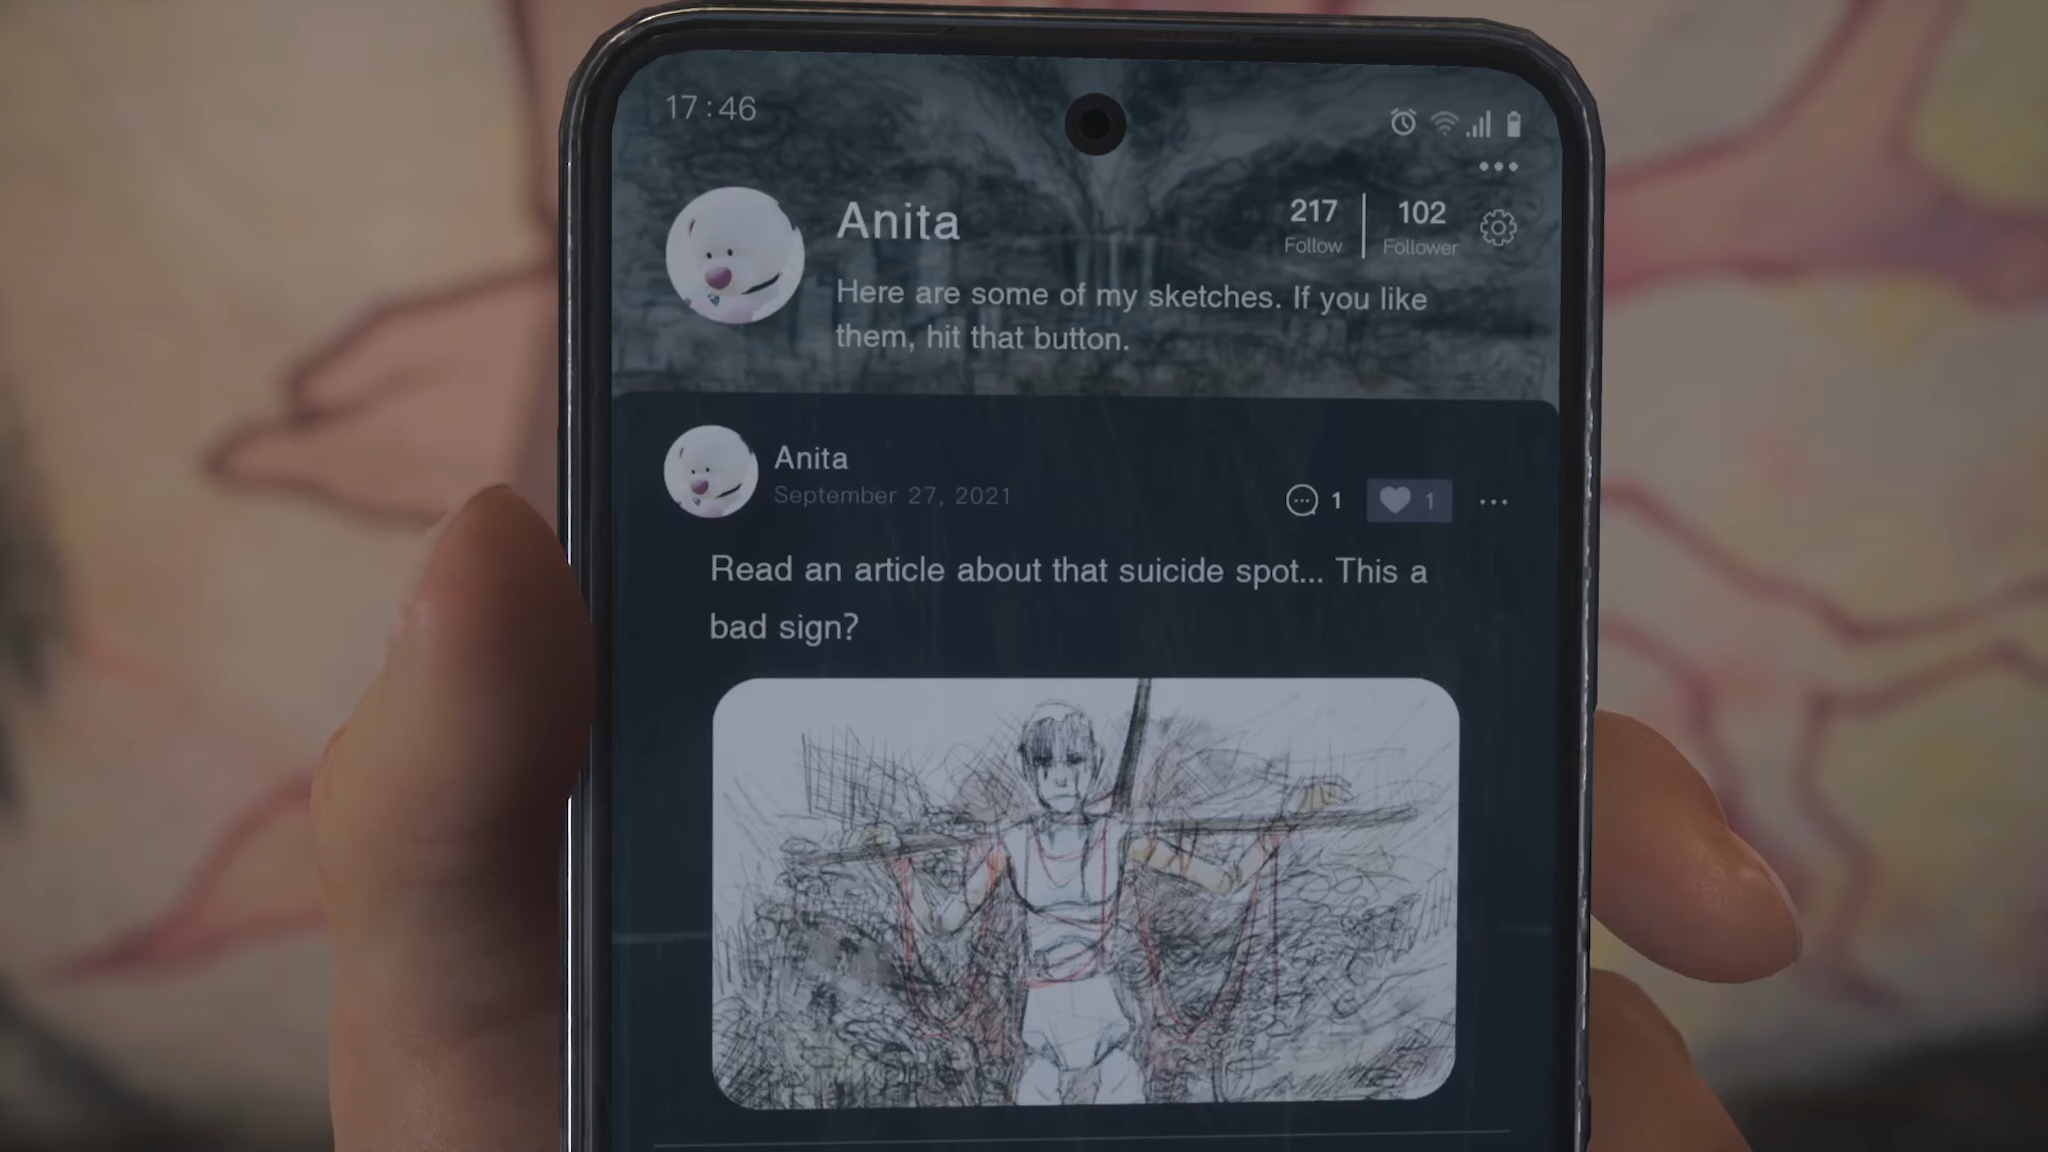 17:46
Anita
217
Follow
102
Follower
Here are some of my sketches. If you like
them, hit that button.
Anita
September 27, 2021
1
1
Read an article about that suicide spot... This a
bad sign?